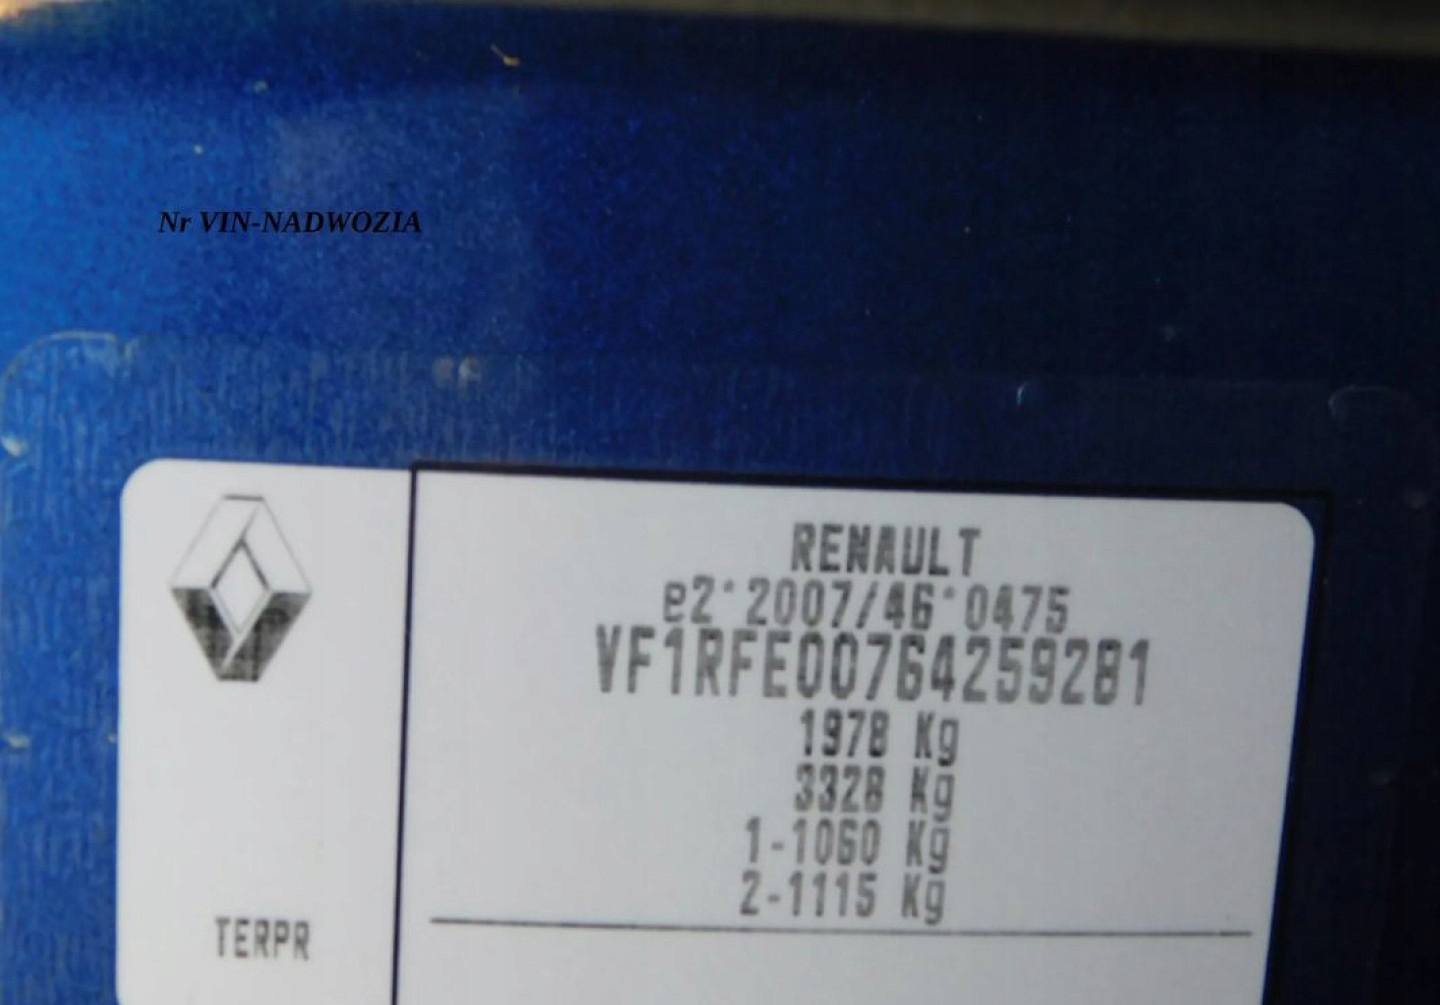 Nr VIN-NADWOZIA
RENAULT
e2*2007/46*0475
VF1RFE00764259281
1978 Kg
3328 Kg
1-1060 Kg
2-1115 Kg
TERPR